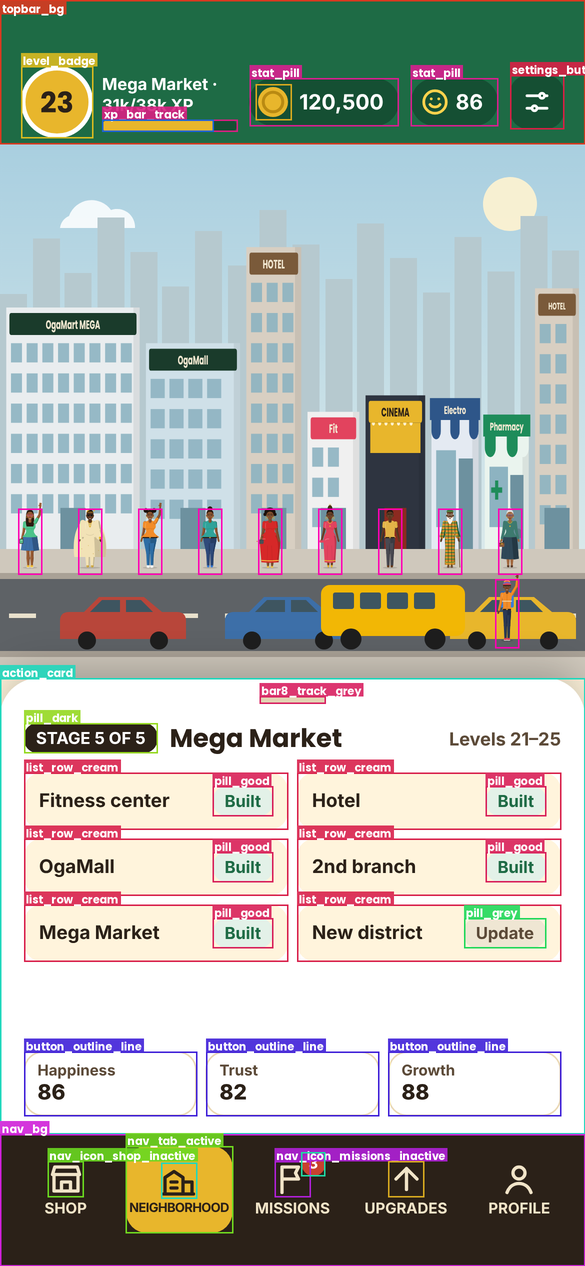 topbar_bg
level_badge
stat_pill
stat_pill
settings_but
23
Mega Market ·
31k/38k XP
xp_bar_track
120,500
86
HOTEL
HOTEL
OgaMart MEGA
OgaMall
Fit
CINEMA
Electro
Pharmacy
action_card
bar8_track_grey
pill_dark
STAGE 5 OF 5
Mega Market
Levels 21–25
list_row_cream
list_row_cream
pill_good
pill_good
Fitness center
Built
Hotel
Built
list_row_cream
list_row_cream
pill_good
pill_good
OgaMall
Built
2nd branch
Built
list_row_cream
list_row_cream
pill_good
pill_grey
Mega Market
Built
New district
Update
button_outline_line
button_outline_line
button_outline_line
Happiness
86
Trust
82
Growth
88
nav_bg
nav_tab_active
nav_icon_shop_inactive
nav_icon_missions_inactive
3
SHOP
NEIGHBORHOOD
MISSIONS
UPGRADES
PROFILE